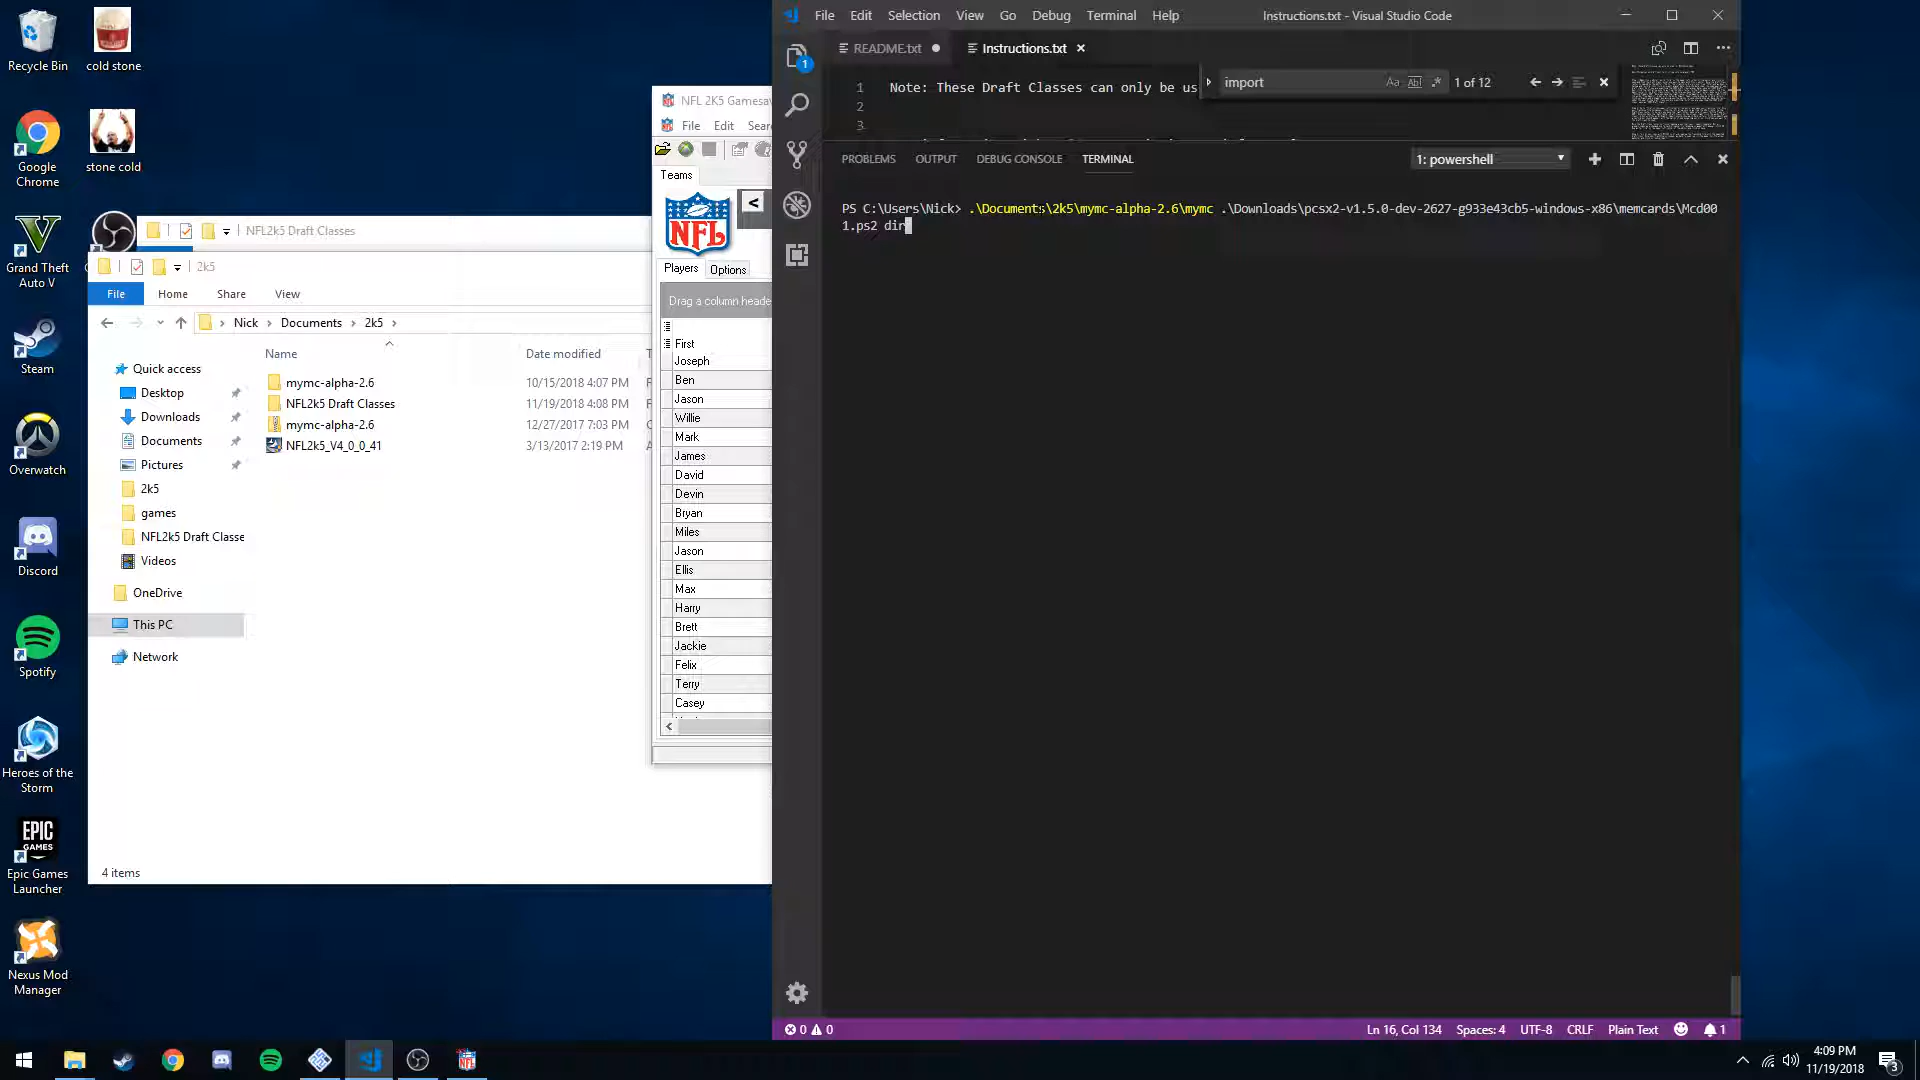 Recycle Bin
cold stone
Google Chrome
stone cold
Grand Theft Auto V
Steam
Overwatch
Discord
Spotify
Heroes of the Storm
EPIC GAMES
Epic Games Launcher
Nexus Mod Manager
NFL2k5 Draft Classes
2k5
File Home Share View
Nick > Documents > 2k5 >
Name Date modified
Quick access
Desktop
Downloads
Documents
Pictures
2k5
games
NFL2k5 Draft Classe
Videos
OneDrive
This PC
Network
mymc-alpha-2.6 10/15/2018 4:07 PM
NFL2k5 Draft Classes 11/19/2018 4:08 PM
mymc-alpha-2.6 12/27/2017 7:03 PM
NFL2k5_V4_0_0_41 3/13/2017 2:19 PM
4 items
NFL 2K5 Gamesa
File Edit Sear
Teams
NFL
<
Players Options
Drag a column heade
First
Joseph
Ben
Jason
Willie
Mark
James
David
Devin
Bryan
Miles
Jason
Ellis
Max
Harry
Brett
Jackie
Felix
Terry
Casey
File Edit Selection View Go Debug Terminal Help
Instructions.txt - Visual Studio Code
README.txt
Instructions.txt
1 Note: These Draft Classes can only be us
2
3
import
Aa Abl .* 1 of 12
PROBLEMS OUTPUT DEBUG CONSOLE TERMINAL
1: powershell
PS C:\Users\Nick> .\Documents\2k5\mymc-alpha-2.6\mymc .\Downloads\pcsx2-v1.5.0-dev-2627-g933e43cb5-windows-x86\memcards\Mcd00
1.ps2 dir
1
0 0
Ln 16, Col 134 Spaces: 4 UTF-8 CRLF Plain Text 1
4:09 PM
11/19/2018
3